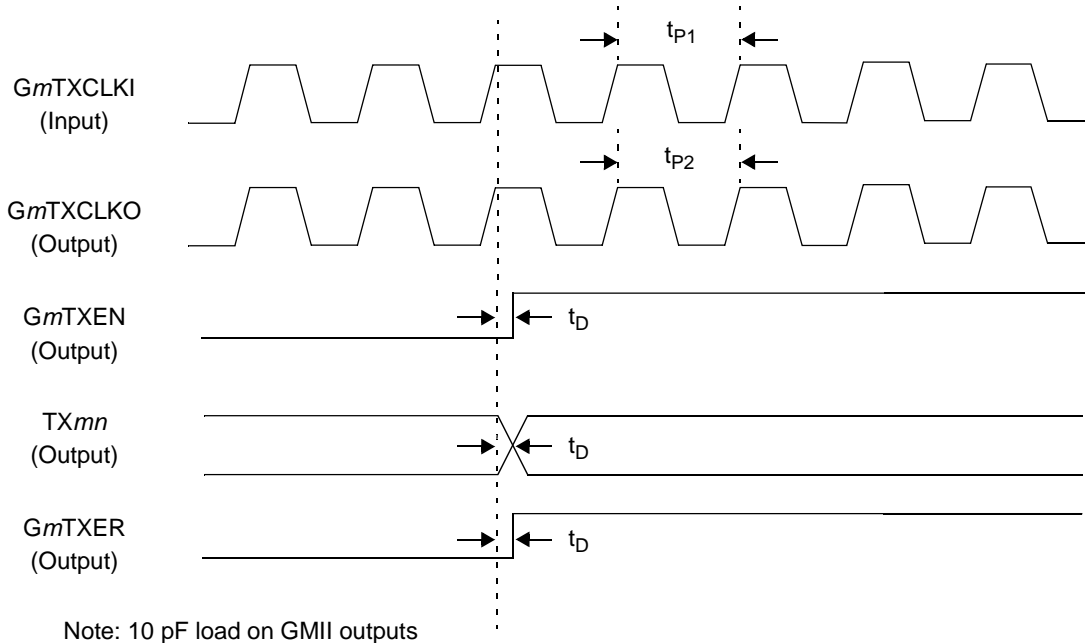 tP1
GmTXCLKI
(Input)
tP2
GmTXCLKO
(Output)
GmTXEN
(Output)
tD
TXmn
(Output)
tD
GmTXER
(Output)
tD
Note: 10 pF load on GMII outputs